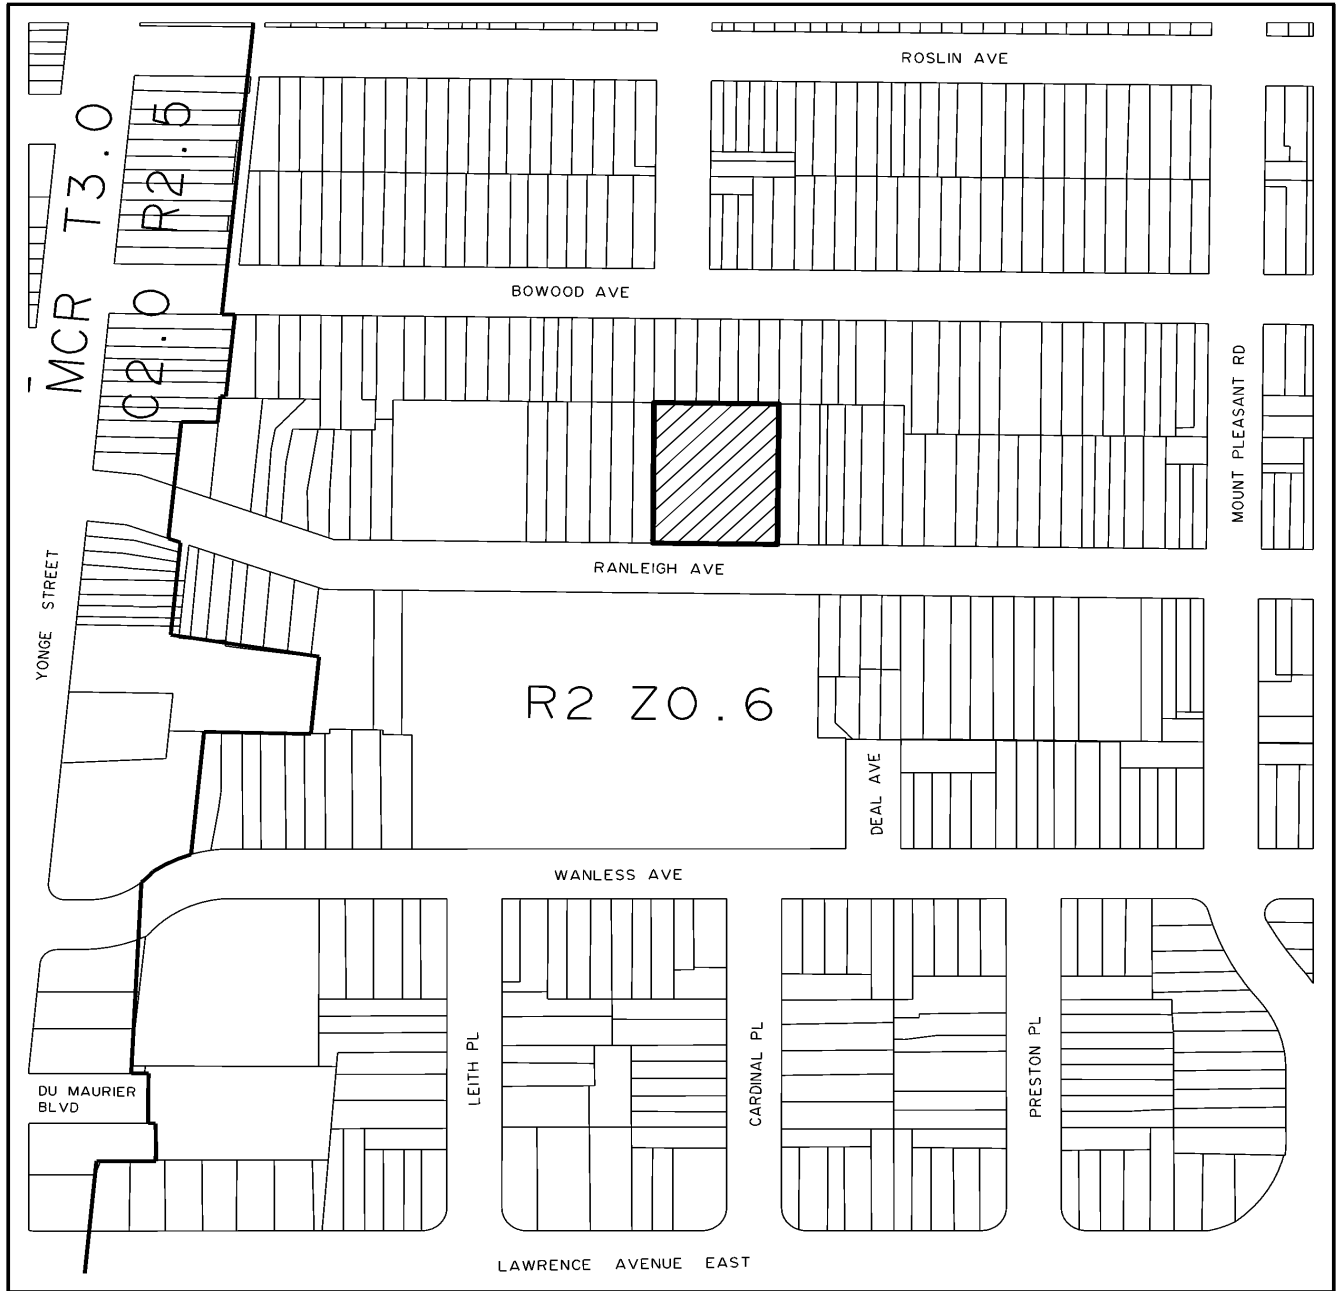 ROSLIN AVE
MCR T3.0
C2.0 R2.5
BOWOOD AVE
MOUNT PLEASANT RD
RANLEIGH AVE
YONGE STREET
R2 Z0.6
DEAL AVE
WANLESS AVE
LEITH PL
CARDINAL PL
PRESTON PL
DU MAURIER
BLVD
LAWRENCE AVENUE EAST